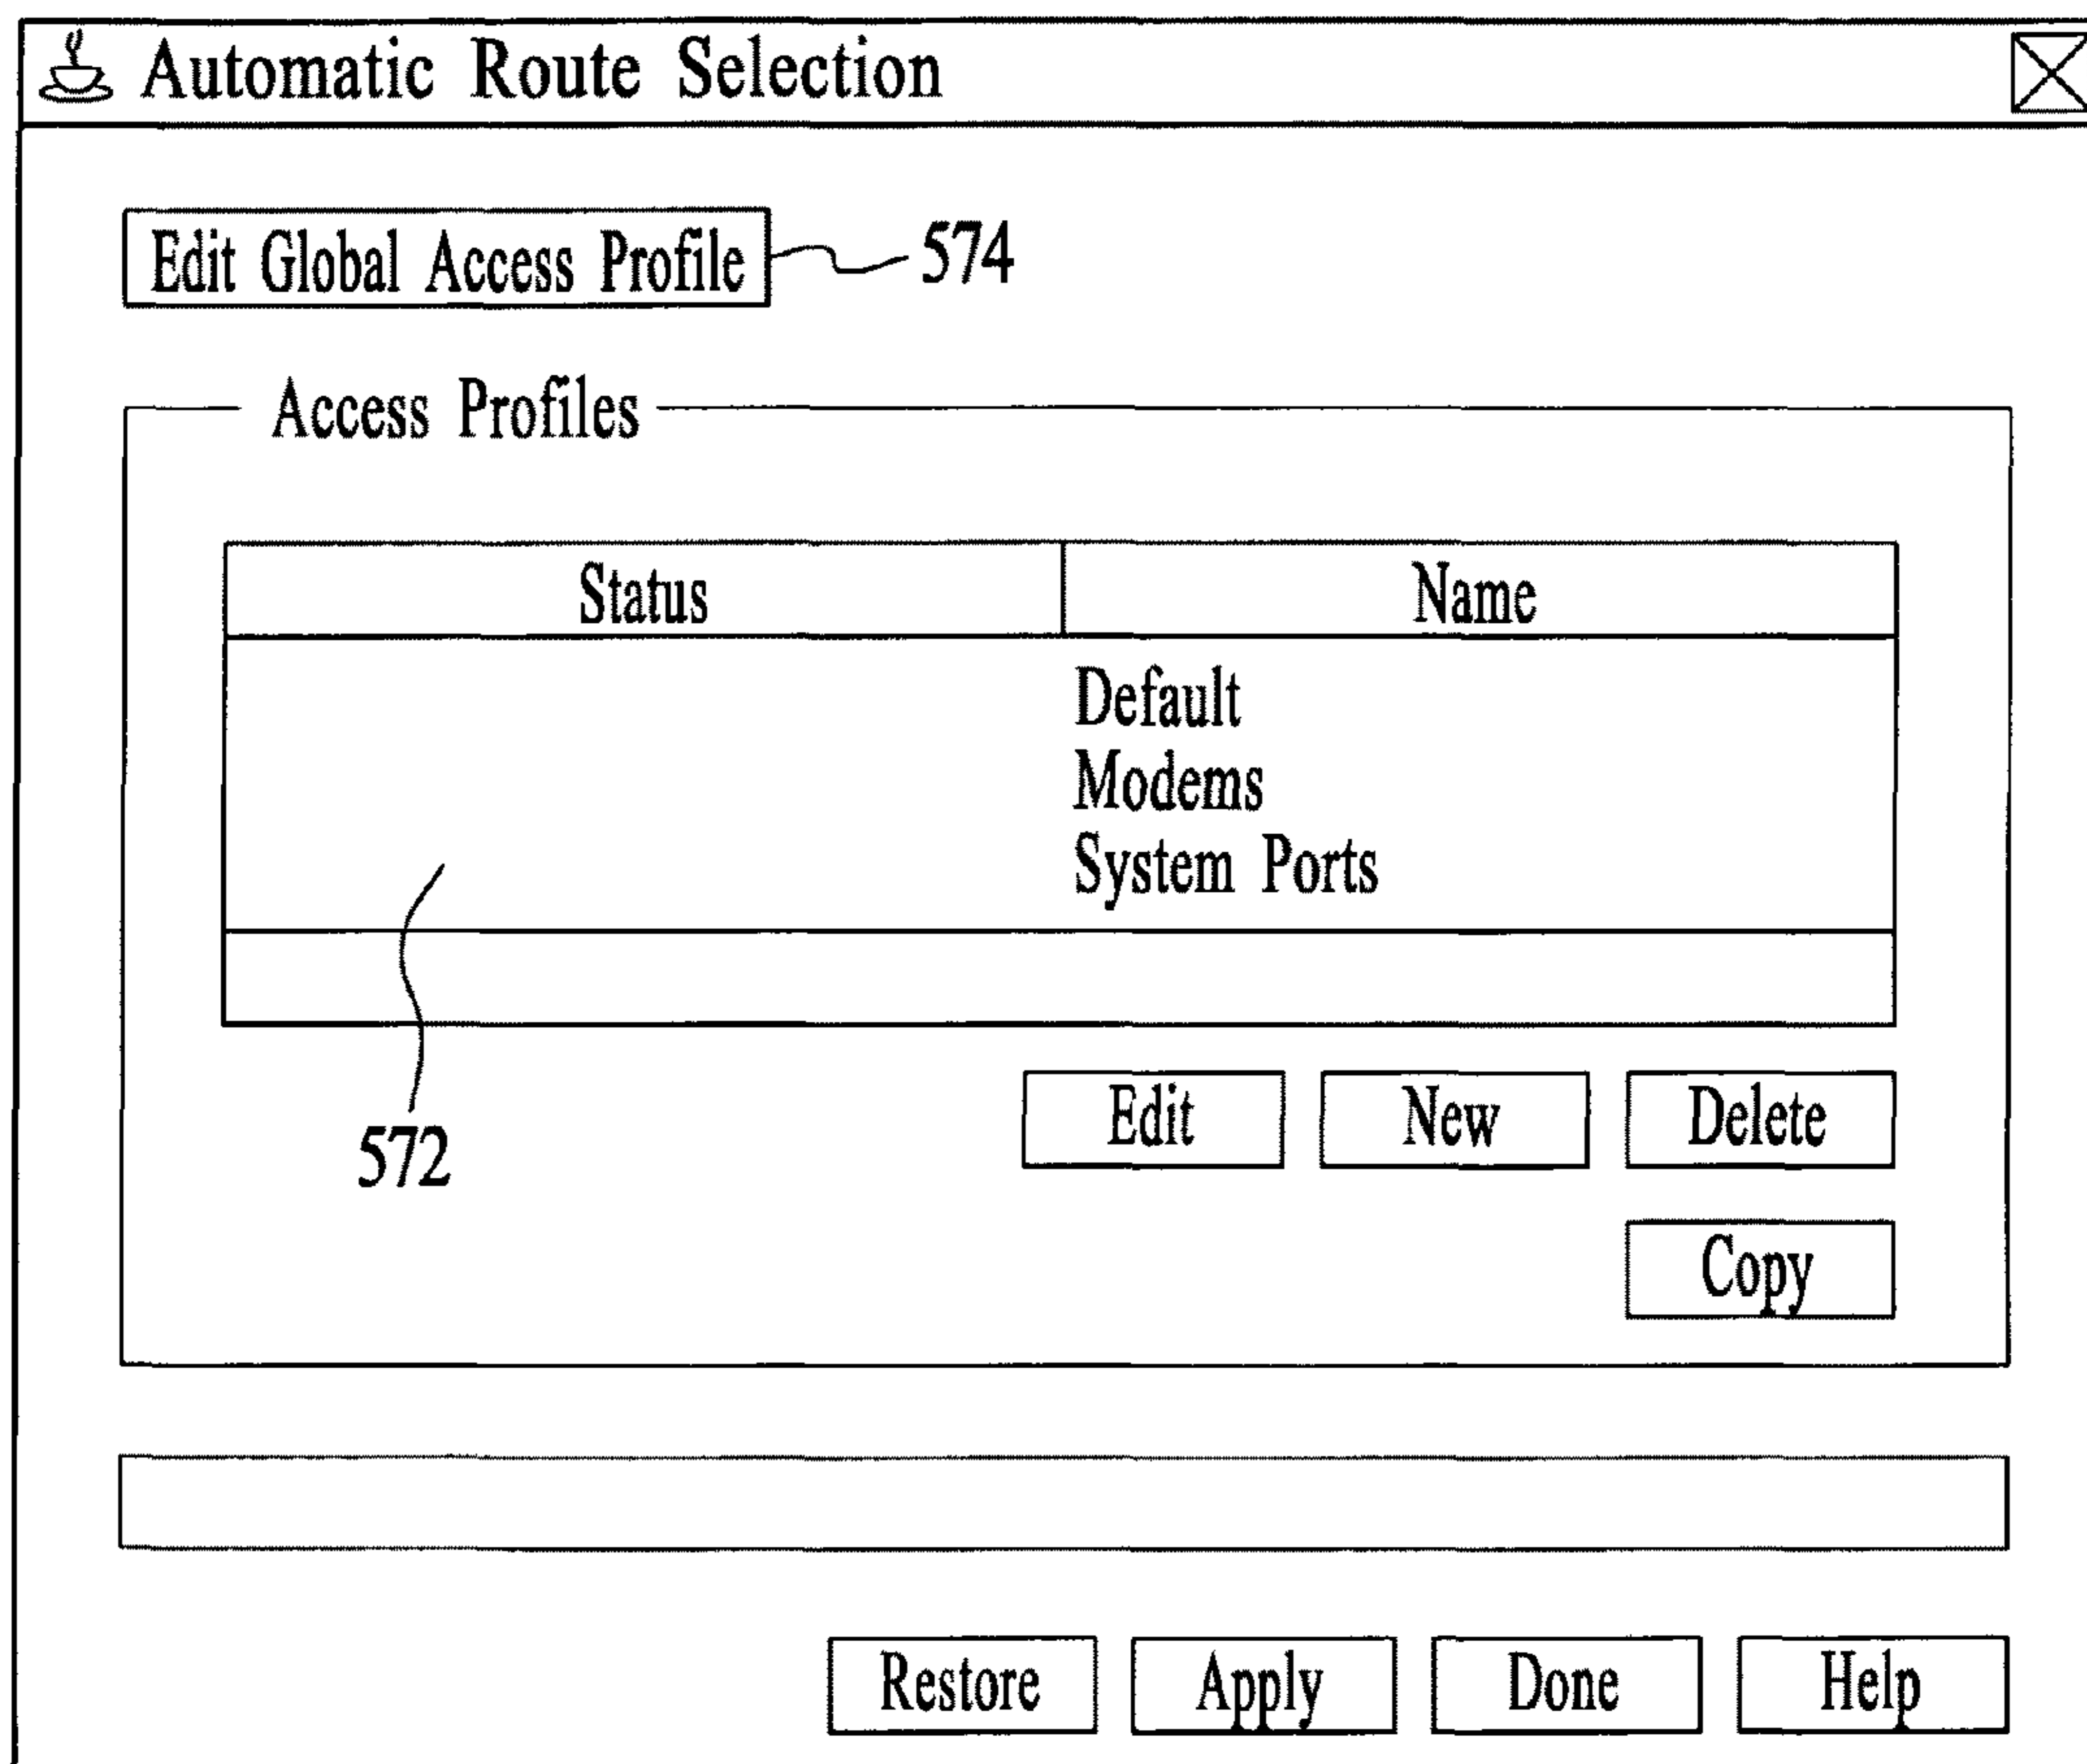 Automatic Route Selection
Edit Global Access Profile 574
Access Profiles
Status Name
Default
Modems
System Ports
572
Edit New Delete
Copy
Restore Apply Done Help